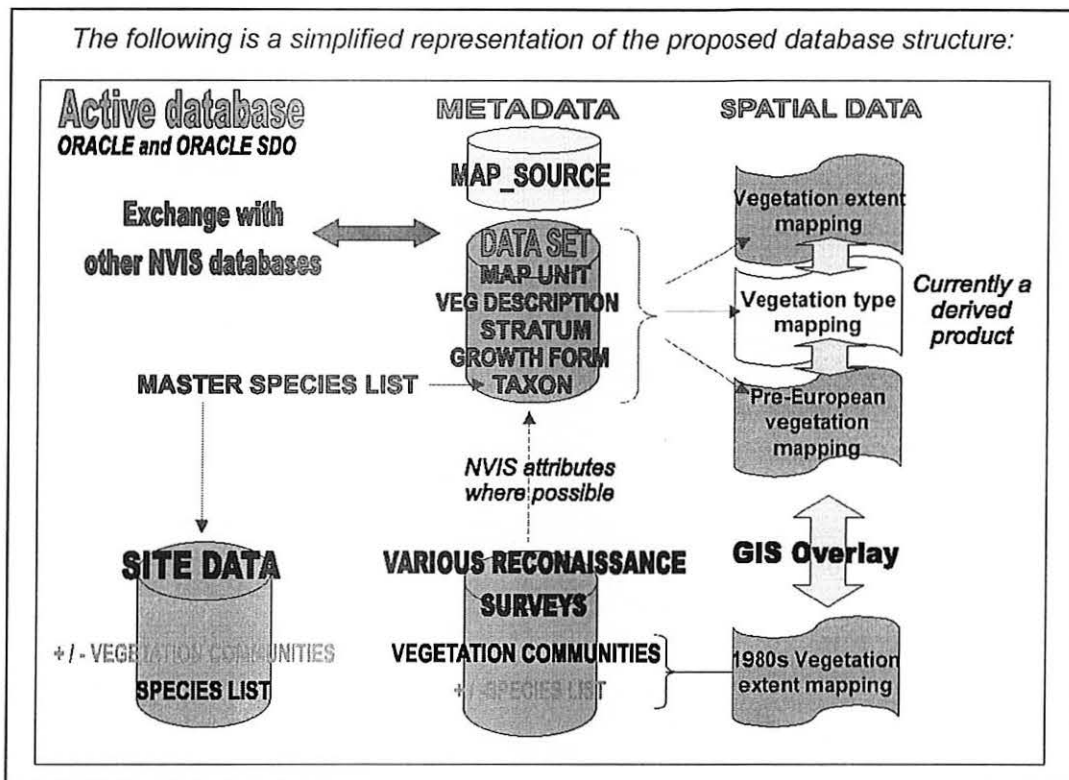 The following is a simplified representation of the proposed database structure:
Active database
ORACLE and ORACLE SDO
METADATA
SPATIAL DATA
MAP_SOURCE
Exchange with
other NVIS databases
DATA SET
MAP UNIT
VEG DESCRIPTION
STRATUM
GROWTH FORM
TAXON
MASTER SPECIES LIST
Vegetation extent
mapping
Vegetation type
mapping
Currently a
derived
product
Pre-European
vegetation
mapping
NVIS attributes
where possible
GIS Overlay
SITE DATA
+ / - VEGETATION COMMUNITIES
SPECIES LIST
VARIOUS RECONAISSANCE
SURVEYS
VEGETATION COMMUNITIES
+ / - SPECIES LIST
1980s Vegetation
extent mapping